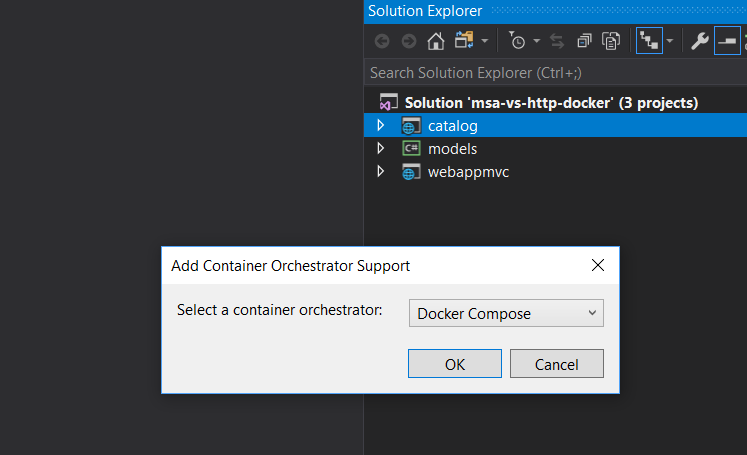 Solution Explorer
Search Solution Explorer (Ctrl+;)
Solution 'msa-vs-http-docker' (3 projects)
catalog
C# models
webappmvc
Add Container Orchestrator Support
Select a container orchestrator: Docker Compose
OK Cancel